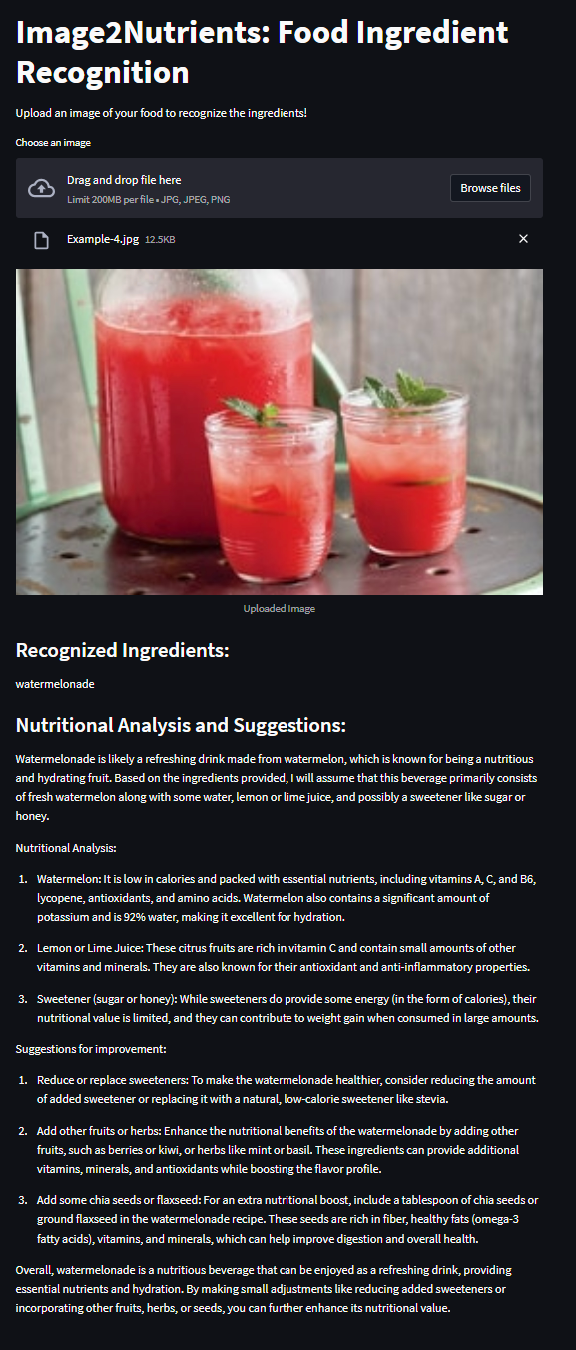 Image2Nutrients: Food Ingredient
Recognition
Upload an image of your food to recognize the ingredients!
Choose an image
Drag and drop file here
Limit 200MB per file • JPG, JPEG, PNG
Browse files
Example-4.jpg 12.5KB
Uploaded Image
Recognized Ingredients:
watermelonade
Nutritional Analysis and Suggestions:
Watermelonade is likely a refreshing drink made from watermelon, which is known for being a nutritious
and hydrating fruit. Based on the ingredients provided, I will assume that this beverage primarily consists
of fresh watermelon along with some water, lemon or lime juice, and possibly a sweetener like sugar or
honey.
Nutritional Analysis:
1. Watermelon: It is low in calories and packed with essential nutrients, including vitamins A, C, and B6,
lycopene, antioxidants, and amino acids. Watermelon also contains a significant amount of
potassium and is 92% water, making it excellent for hydration.
2. Lemon or Lime Juice: These citrus fruits are rich in vitamin C and contain small amounts of other
vitamins and minerals. They are also known for their antioxidant and anti-inflammatory properties.
3. Sweetener (sugar or honey): While sweeteners do provide some energy (in the form of calories), their
nutritional value is limited, and they can contribute to weight gain when consumed in large amounts.
Suggestions for improvement:
1. Reduce or replace sweeteners: To make the watermelonade healthier, consider reducing the amount
of added sweetener or replacing it with a natural, low-calorie sweetener like stevia.
2. Add other fruits or herbs: Enhance the nutritional benefits of the watermelonade by adding other
fruits, such as berries or kiwi, or herbs like mint or basil. These ingredients can provide additional
vitamins, minerals, and antioxidants while boosting the flavor profile.
3. Add some chia seeds or flaxseed: For an extra nutritional boost, include a tablespoon of chia seeds or
ground flaxseed in the watermelonade recipe. These seeds are rich in fiber, healthy fats (omega-3
fatty acids), vitamins, and minerals, which can help improve digestion and overall health.
Overall, watermelonade is a nutritious beverage that can be enjoyed as a refreshing drink, providing
essential nutrients and hydration. By making small adjustments like reducing added sweeteners or
incorporating other fruits, herbs, or seeds, you can further enhance its nutritional value.